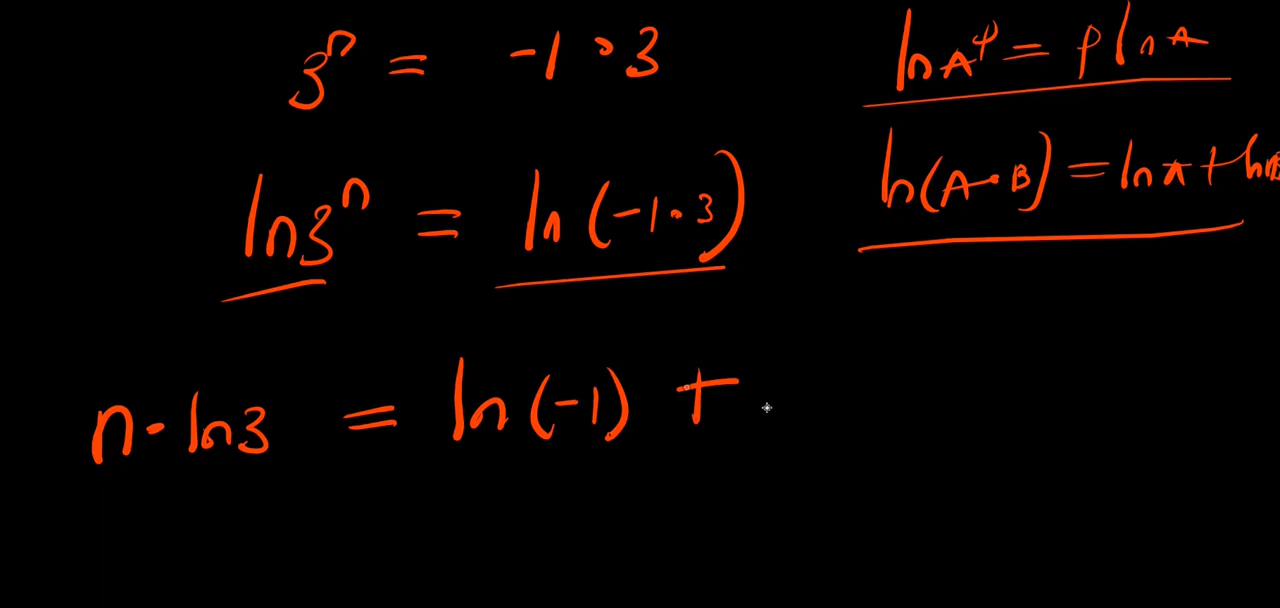 3ⁿ = -1 · 3
ln A^p = p ln A
ln 3ⁿ = ln(-1 · 3)
ln(A · B) = ln A + ln B
n · ln 3 = ln(-1) +